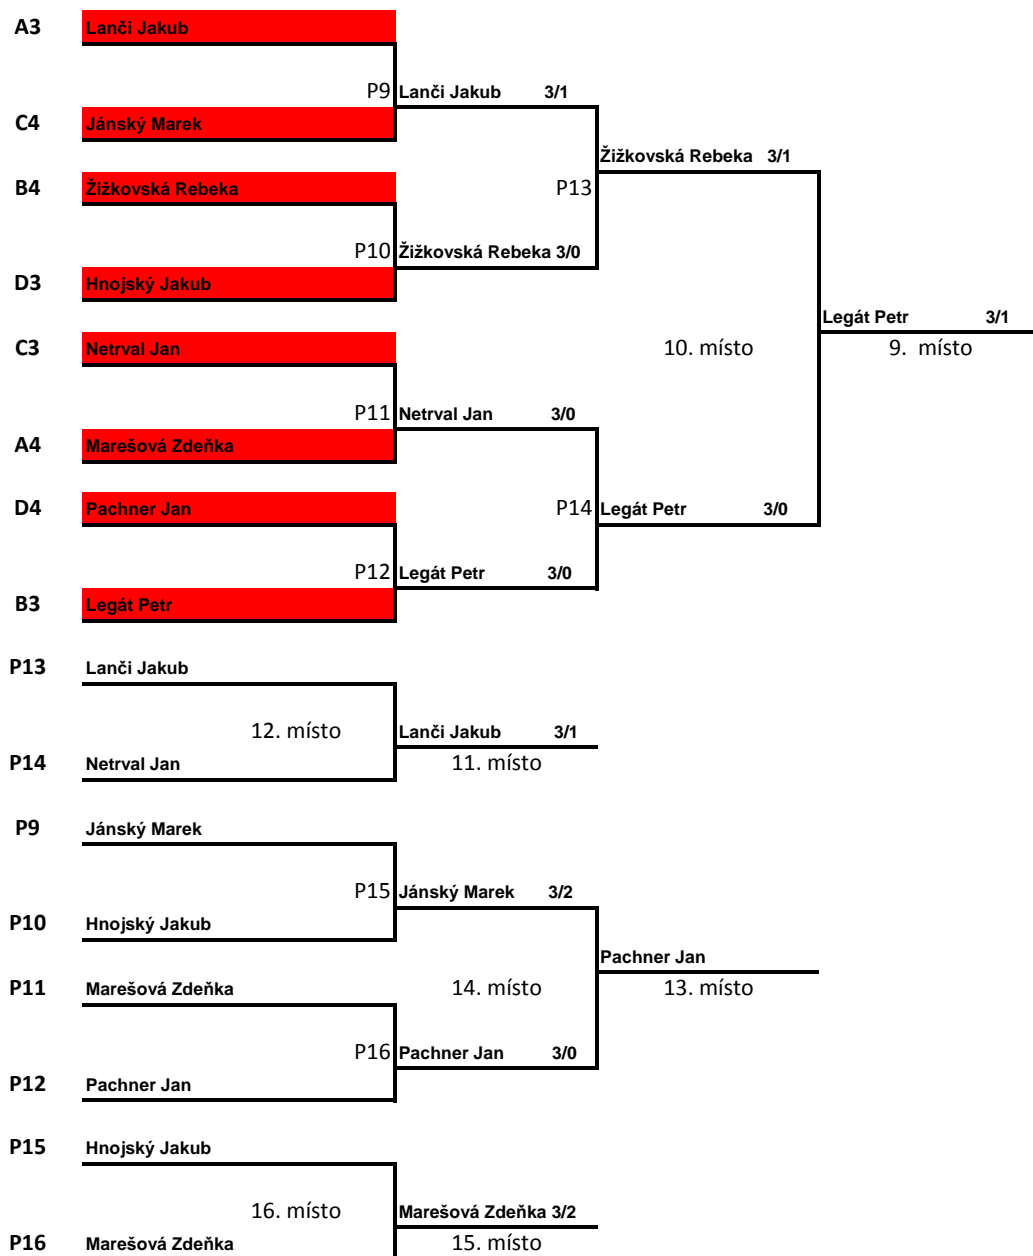 A3 Lanči Jakub
P9 Lanči Jakub 3/1
C4 Jánský Marek
Žižkovská Rebeka 3/1
B4 Žižkovská Rebeka P13
P10 Žižkovská Rebeka 3/0
D3 Hnojský Jakub
Legát Petr 3/1
C3 Netrval Jan 10. místo 9. místo
P11 Netrval Jan 3/0
A4 Marešová Zdeňka
D4 Pachner Jan P14 Legát Petr 3/0
P12 Legát Petr 3/0
B3 Legát Petr
P13 Lanči Jakub
12. místo Lanči Jakub 3/1
P14 Netrval Jan 11. místo
P9 Jánský Marek
P15 Jánský Marek 3/2
P10 Hnojský Jakub
Pachner Jan
P11 Marešová Zdeňka 14. místo 13. místo
P16 Pachner Jan 3/0
P12 Pachner Jan
P15 Hnojský Jakub
16. místo Marešová Zdeňka 3/2
P16 Marešová Zdeňka 15. místo